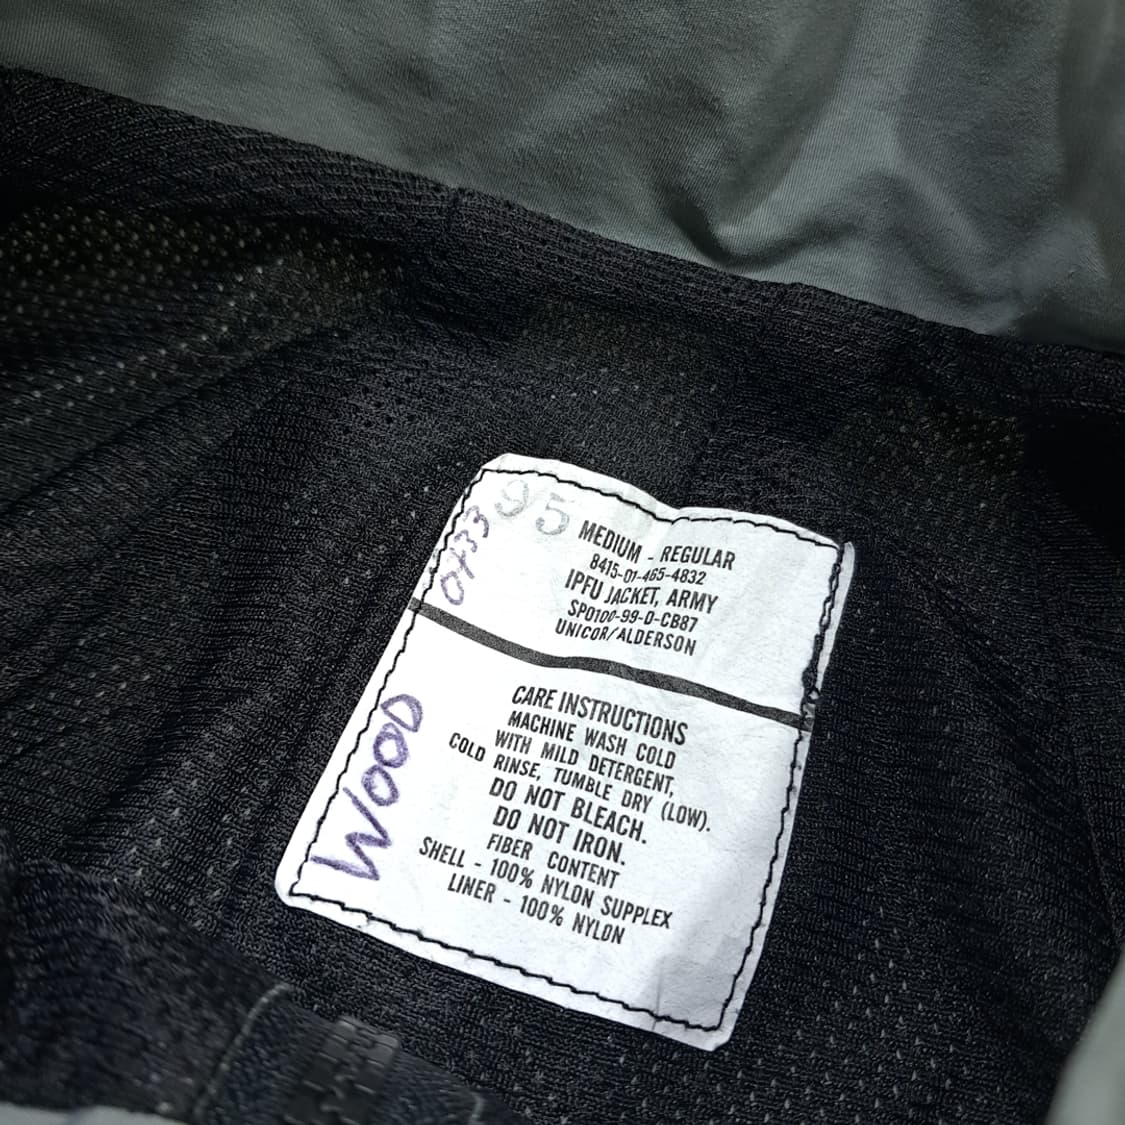 95
0733
MEDIUM - REGULAR
8415-01-465-4832
IPFU JACKET, ARMY
SP0100-99-D-CB87
UNICOR/ALDERSON
WOOD
CARE INSTRUCTIONS
MACHINE WASH COLD
WITH MILD DETERGENT,
COLD RINSE, TUMBLE DRY (LOW).
DO NOT BLEACH.
DO NOT IRON.
FIBER CONTENT
SHELL - 100% NYLON SUPPLEX
LINER - 100% NYLON